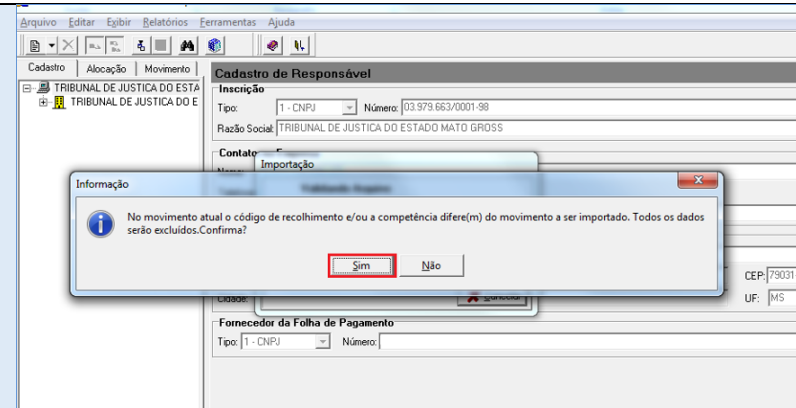 Arquivo Editar Exibir Relatórios Ferramentas Ajuda
Cadastro Alocação Movimento
TRIBUNAL DE JUSTICA DO ESTA
TRIBUNAL DE JUSTICA DO E
Cadastro de Responsável
Inscrição
Tipo: 1 - CNPJ Número: 03.979.663/0001-98
Razão Social: TRIBUNAL DE JUSTICA DO ESTADO MATO GROSS
Importação
Informação
No movimento atual o código de recolhimento e/ou a competência difere(m) do movimento a ser importado. Todos os dados
serão excluídos.Confirma?
Sim Não
CEP: 79031-
Cidade: Cancelar UF: MS
Fornecedor da Folha de Pagamento
Tipo: 1 - CNPJ Número: